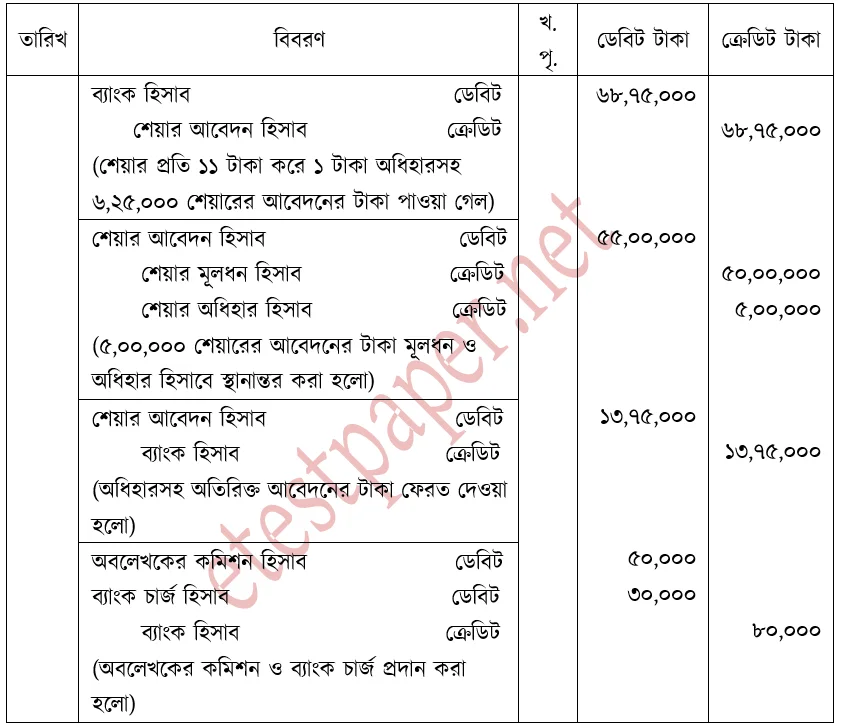 তারিখ বিবরণ খ. পৃ. ডেবিট টাকা ক্রেডিট টাকা
ব্যাংক হিসাব ডেবিট ৬৮,৭৫,০০০
শেয়ার আবেদন হিসাব ক্রেডিট ৬৮,৭৫,০০০
(শেয়ার প্রতি ১১ টাকা করে ১ টাকা অধিহারসহ
৬,২৫,০০০ শেয়ারের আবেদনের টাকা পাওয়া গেল)
শেয়ার আবেদন হিসাব ডেবিট ৫৫,০০,০০০
শেয়ার মূলধন হিসাব ক্রেডিট ৫০,০০,০০০
শেয়ার অধিহার হিসাব ক্রেডিট ৫,০০,০০০
(৫,০০,০০০ শেয়ারের আবেদনের টাকা মূলধন ও
অধিহার হিসাবে স্থানান্তর করা হলো)
শেয়ার আবেদন হিসাব ডেবিট ১৩,৭৫,০০০
ব্যাংক হিসাব ক্রেডিট ১৩,৭৫,০০০
(অধিহারসহ অতিরিক্ত আবেদনের টাকা ফেরত দেওয়া
হলো)
অবলেখকের কমিশন হিসাব ডেবিট ৫০,০০০
ব্যাংক চার্জ হিসাব ডেবিট ৩০,০০০
ব্যাংক হিসাব ক্রেডিট ৮০,০০০
(অবলেখকের কমিশন ও ব্যাংক চার্জ প্রদান করা
হলো)
etestpaper.net